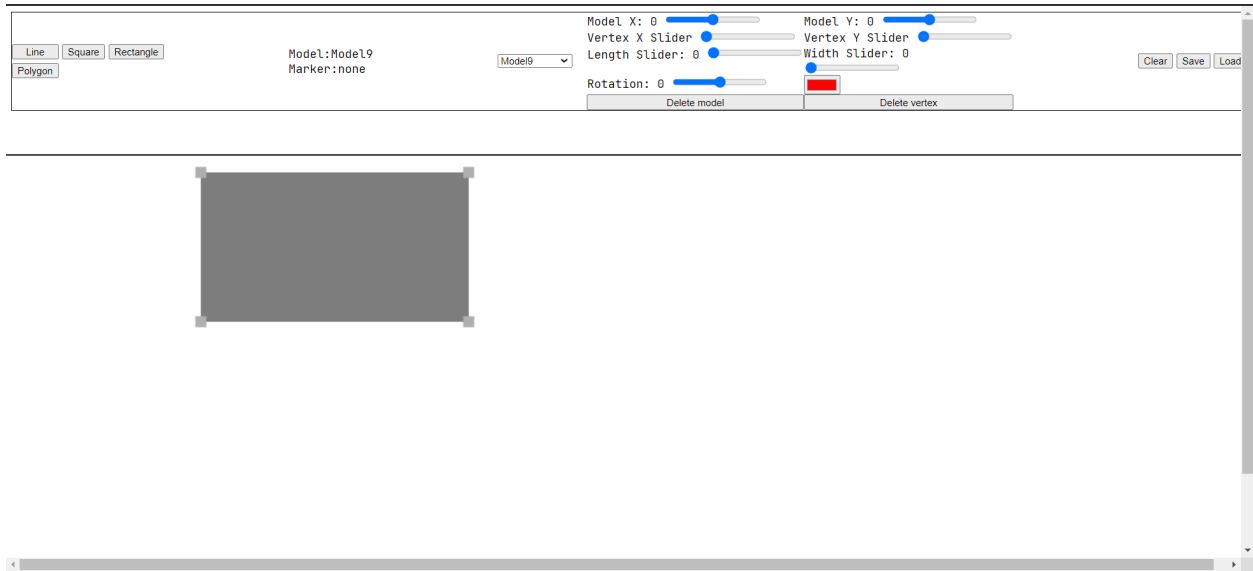 Line Square Rectangle
Polygon
Model:Model9
Marker:none
Model9
Model X: 0 Model Y: 0
Vertex X Slider Vertex Y Slider
Length Slider: 0 Width Slider: 0
Rotation: 0
Delete model Delete vertex
Clear Save Load